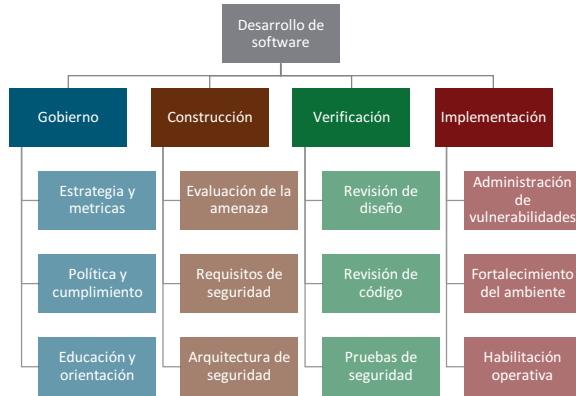 Desarrollo de
software
Gobierno
Construcción
Verificación
Implementación
Estrategia y
metricas
Evaluación de la
amenaza
Revisión de
diseño
Administración
de
vulnerabilidades
Política y
cumplimiento
Requisitos de
seguridad
Revisión de
código
Fortalecimiento
del ambiente
Educación y
orientación
Arquitectura de
seguridad
Pruebas de
seguridad
Habilitación
operativa